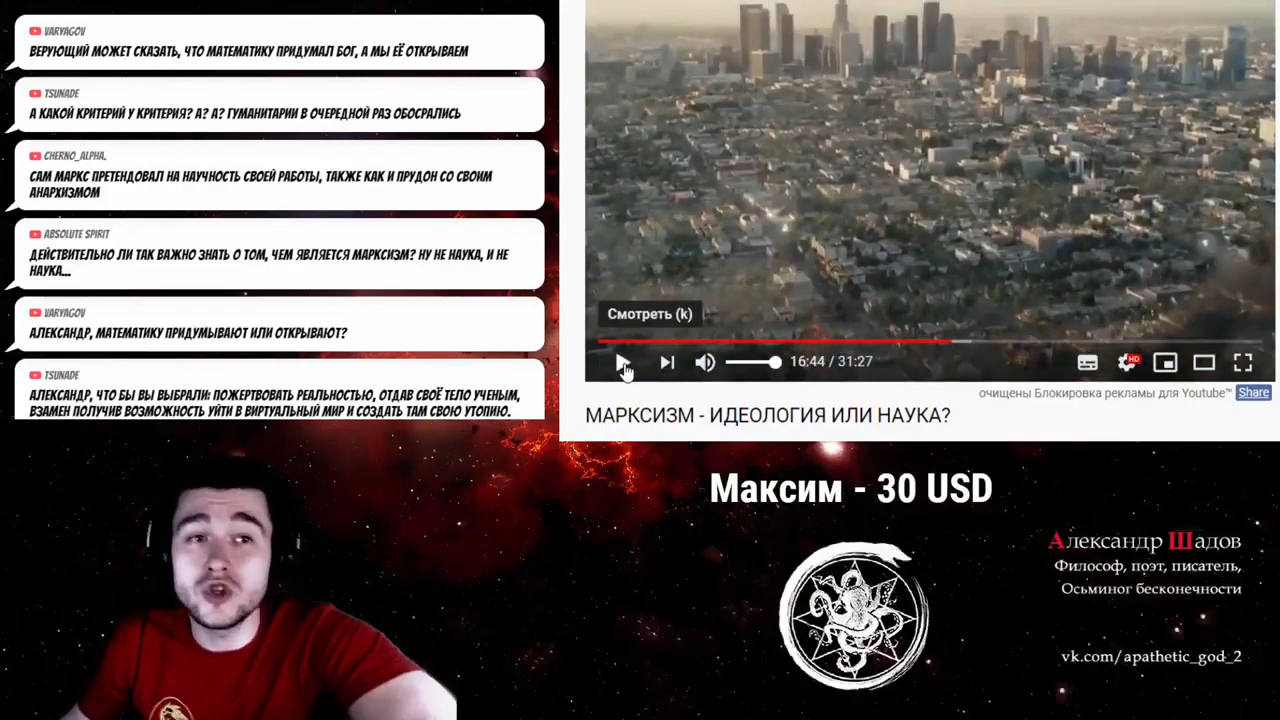 VARYAGOV
ВЕРУЮЩИЙ МОЖЕТ СКАЗАТЬ, ЧТО МАТЕМАТИКУ ПРИДУМАЛ БОГ, А МЫ ЕЁ ОТКРЫВАЕМ
TSUNADE
А КАКОЙ КРИТЕРИЙ У КРИТЕРИЯ? А? А? ГУМАНИТАРИИ В ОЧЕРЕДНОЙ РАЗ ОБОСРАЛИСЬ
CHERNO_ALPHA.
САМ МАРКС ПРЕТЕНДОВАЛ НА НАУЧНОСТЬ СВОЕЙ РАБОТЫ, ТАКЖЕ КАК И ПРУДОН СО СВОИМ
АНАРХИЗМОМ
ABSOLUTE SPIRIT
ДЕЙСТВИТЕЛЬНО ЛИ ТАК ВАЖНО ЗНАТЬ О ТОМ, ЧЕМ ЯВЛЯЕТСЯ МАРКСИЗМ? НУ НЕ НАУКА, И НЕ
НАУКА...
VARYAGOV
АЛЕКСАНДР, МАТЕМАТИКУ ПРИДУМЫВАЮТ ИЛИ ОТКРЫВАЮТ?
TSUNADE
АЛЕКСАНДР, ЧТО БЫ ВЫ ВЫБРАЛИ: ПОЖЕРТВОВАТЬ РЕАЛЬНОСТЬЮ, ОТДАВ СВОЁ ТЕЛО УЧЕНЫМ,
ВЗАМЕН ПОЛУЧИВ ВОЗМОЖНОСТЬ УЙТИ В ВИРТУАЛЬНЫЙ МИР И СОЗДАТЬ ТАМ СВОЮ УТОПИЮ.
Смотреть (k)
16:44 / 31:27
HD
очищены Блокировка рекламы для Youtube™ Share
МАРКСИЗМ - ИДЕОЛОГИЯ ИЛИ НАУКА?
Максим - 30 USD
Александр Шадов
Философ, поэт, писатель,
Осьминог бесконечности
vk.com/apathetic_god_2